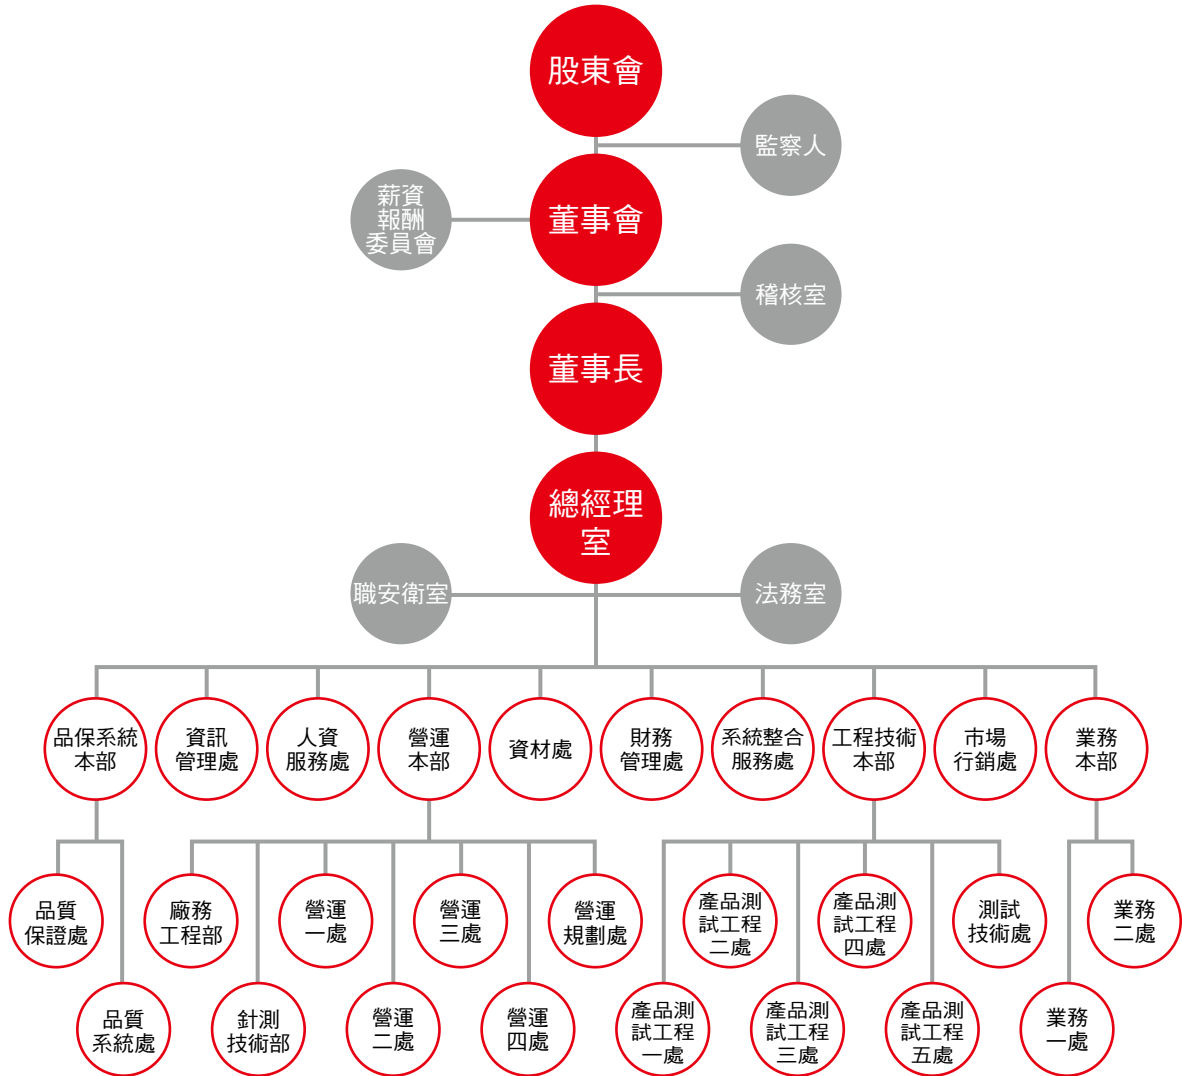 股東會
監察人
薪資
報酬
委員會
董事會
稽核室
董事長
總經理
室
職安衛室
法務室
品保系統
本部
資訊
管理處
人資
服務處
營運
本部
資材處
財務
管理處
系統整合
服務處
工程技術
本部
市場
行銷處
業務
本部
品質
保證處
廠務
工程部
營運
一處
營運
三處
營運
規劃處
產品測
試工程
二處
產品測
試工程
四處
測試
技術處
業務
二處
品質
系統處
針測
技術部
營運
二處
營運
四處
產品測
試工程
一處
產品測
試工程
三處
產品測
試工程
五處
業務
一處